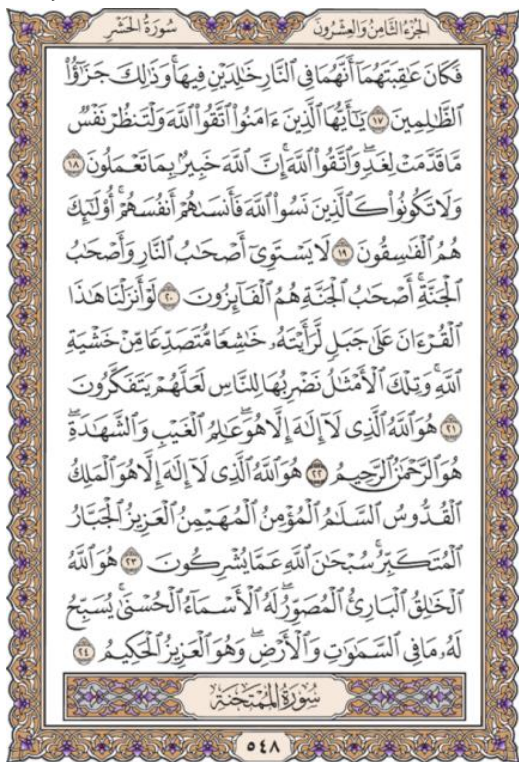 الجزء الثامن والعشرون سورة الحشر
فَكَانَ عَٰقِبَتَهُمَآ أَنَّهُمَا فِي ٱلنَّارِ خَٰلِدَيۡنِ فِيهَاۚ وَذَٰلِكَ جَزَٰٓؤُاْ
ٱلظَّٰلِمِينَ ١٧ يَٰٓأَيُّهَا ٱلَّذِينَ ءَامَنُواْ ٱتَّقُواْ ٱللَّهَ وَلۡتَنظُرۡ نَفۡسٞ
مَّا قَدَّمَتۡ لِغَدٖۖ وَٱتَّقُواْ ٱللَّهَۚ إِنَّ ٱللَّهَ خَبِيرُۢ بِمَا تَعۡمَلُونَ ١٨
وَلَا تَكُونُواْ كَٱلَّذِينَ نَسُواْ ٱللَّهَ فَأَنسَىٰهُمۡ أَنفُسَهُمۡۚ أُوْلَٰٓئِكَ
هُمُ ٱلۡفَٰسِقُونَ ١٩ لَا يَسۡتَوِيٓ أَصۡحَٰبُ ٱلنَّارِ وَأَصۡحَٰبُ
ٱلۡجَنَّةِۚ أَصۡحَٰبُ ٱلۡجَنَّةِ هُمُ ٱلۡفَآئِزُونَ ٢٠ لَوۡ أَنزَلۡنَا هَٰذَا
ٱلۡقُرۡءَانَ عَلَىٰ جَبَلٖ لَّرَأَيۡتَهُۥ خَٰشِعٗا مُّتَصَدِّعٗا مِّنۡ خَشۡيَةِ
ٱللَّهِۚ وَتِلۡكَ ٱلۡأَمۡثَٰلُ نَضۡرِبُهَا لِلنَّاسِ لَعَلَّهُمۡ يَتَفَكَّرُونَ
٢١ هُوَ ٱللَّهُ ٱلَّذِي لَآ إِلَٰهَ إِلَّا هُوَۖ عَٰلِمُ ٱلۡغَيۡبِ وَٱلشَّهَٰدَةِۖ
هُوَ ٱلرَّحۡمَٰنُ ٱلرَّحِيمُ ٢٢ هُوَ ٱللَّهُ ٱلَّذِي لَآ إِلَٰهَ إِلَّا هُوَ ٱلۡمَلِكُ
ٱلۡقُدُّوسُ ٱلسَّلَٰمُ ٱلۡمُؤۡمِنُ ٱلۡمُهَيۡمِنُ ٱلۡعَزِيزُ ٱلۡجَبَّارُ
ٱلۡمُتَكَبِّرُۚ سُبۡحَٰنَ ٱللَّهِ عَمَّا يُشۡرِكُونَ ٢٣ هُوَ ٱللَّهُ
ٱلۡخَٰلِقُ ٱلۡبَارِئُ ٱلۡمُصَوِّرُۖ لَهُ ٱلۡأَسۡمَآءُ ٱلۡحُسۡنَىٰۚ يُسَبِّحُ
لَهُۥ مَا فِي ٱلسَّمَٰوَٰتِ وَٱلۡأَرۡضِۖ وَهُوَ ٱلۡعَزِيزُ ٱلۡحَكِيمُ ٢٤
سُورَةُ المُمْتَحنَة
٥٤٨